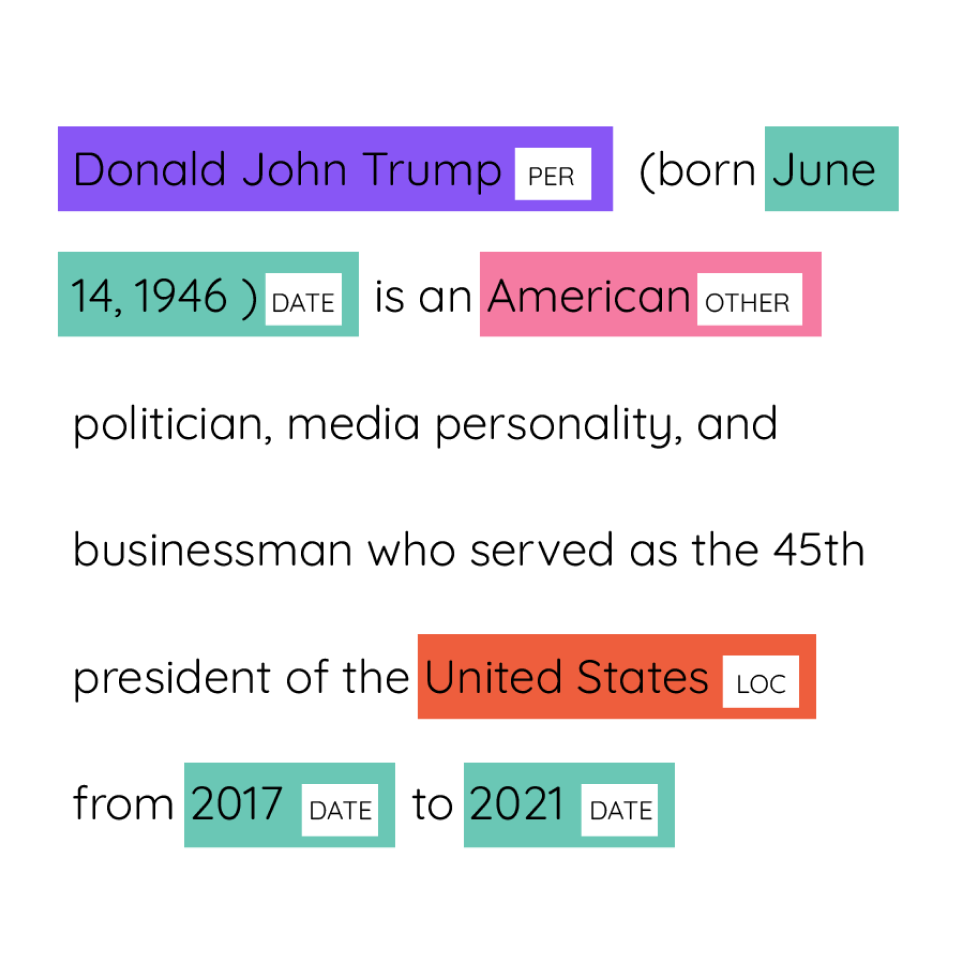 Donald John Trump PER (born June
14, 1946 ) DATE is an American OTHER
politician, media personality, and
businessman who served as the 45th
president of the United States LOC
from 2017 DATE to 2021 DATE